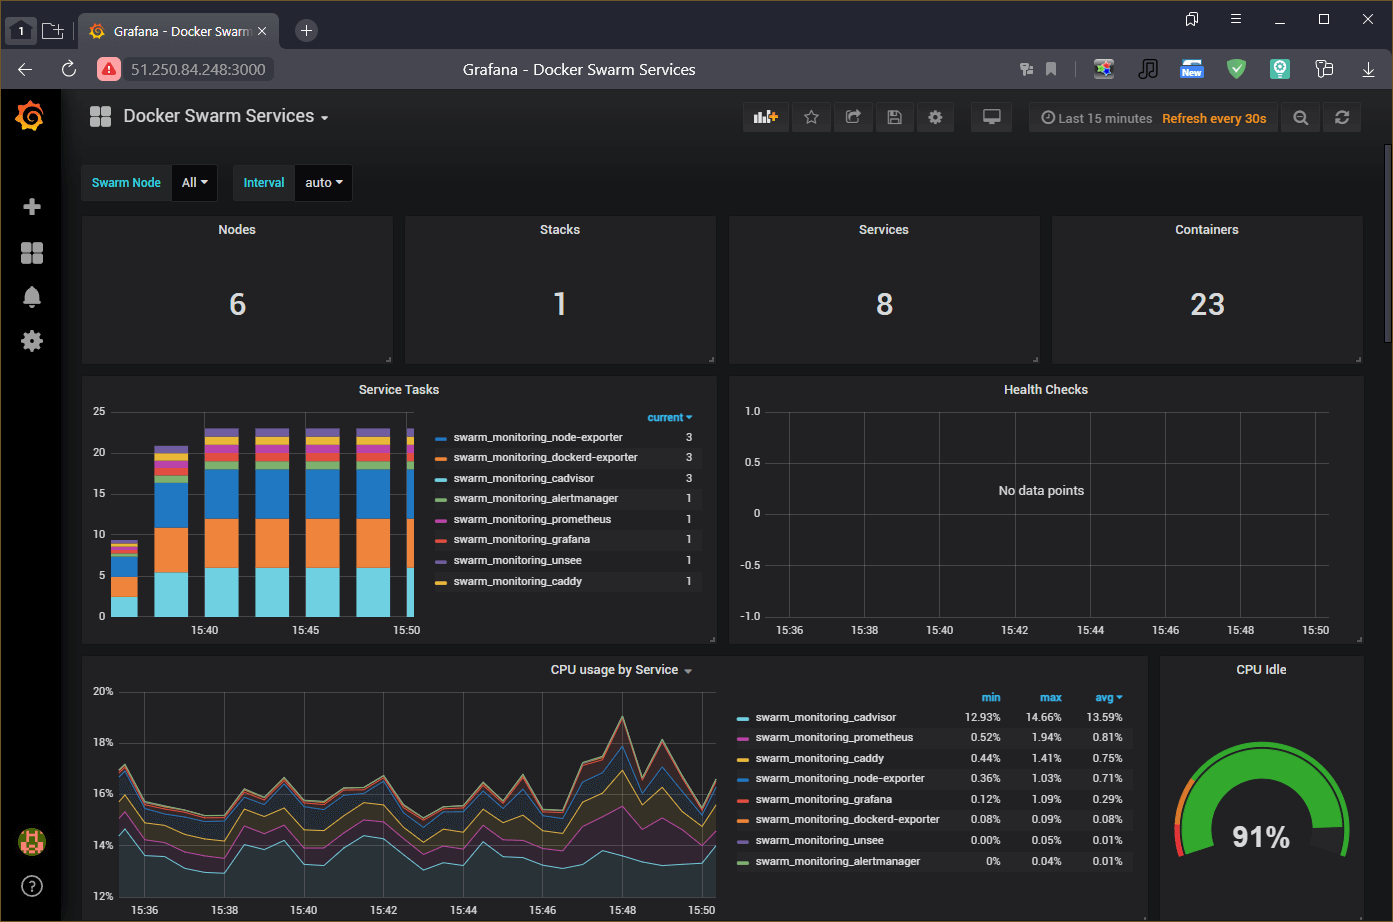 1
Grafana - Docker Swarm
51.250.84.248:3000
Grafana - Docker Swarm Services
New
Docker Swarm Services
Last 15 minutes Refresh every 30s
Swarm Node All Interval auto
Nodes Stacks Services Containers
6 1 8 23
Service Tasks
25
20
15
10
5
0
15:40 15:45 15:50
current
swarm_monitoring_node-exporter 3
swarm_monitoring_dockerd-exporter 3
swarm_monitoring_cadvisor 3
swarm_monitoring_alertmanager 1
swarm_monitoring_prometheus 1
swarm_monitoring_grafana 1
swarm_monitoring_unsee 1
swarm_monitoring_caddy 1
Health Checks
1.0
0.5
0
-0.5
-1.0
No data points
15:36 15:38 15:40 15:42 15:44 15:46 15:48 15:50
CPU usage by Service
20%
18%
16%
14%
12%
15:36 15:38 15:40 15:42 15:44 15:46 15:48 15:50
min max avg
swarm_monitoring_cadvisor 12.93% 14.66% 13.59%
swarm_monitoring_prometheus 0.52% 1.94% 0.81%
swarm_monitoring_caddy 0.44% 1.41% 0.75%
swarm_monitoring_node-exporter 0.36% 1.03% 0.71%
swarm_monitoring_grafana 0.12% 1.09% 0.29%
swarm_monitoring_dockerd-exporter 0.08% 0.09% 0.08%
swarm_monitoring_unsee 0.00% 0.05% 0.01%
swarm_monitoring_alertmanager 0% 0.04% 0.01%
CPU Idle
91%